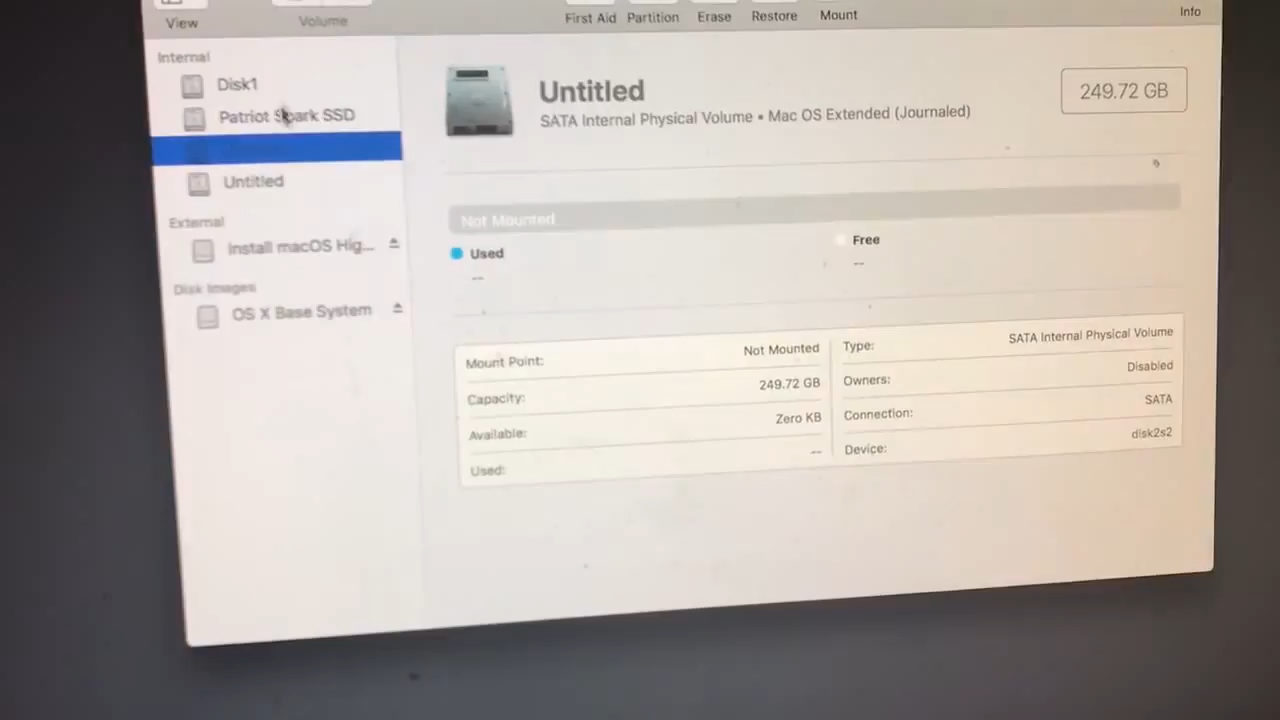 View
Volume
First Aid
Partition
Erase
Restore
Mount
Info
Internal
Disk1
Patriot Spark SSD
Untitled
External
Install macOS Hig...
Disk Images
OS X Base System
Untitled
SATA Internal Physical Volume • Mac OS Extended (Journaled)
249.72 GB
Not Mounted
Used
--
Free
--
Mount Point: Not Mounted
Capacity: 249.72 GB
Available: Zero KB
Used: --
Type: SATA Internal Physical Volume
Owners: Disabled
Connection: SATA
Device: disk2s2